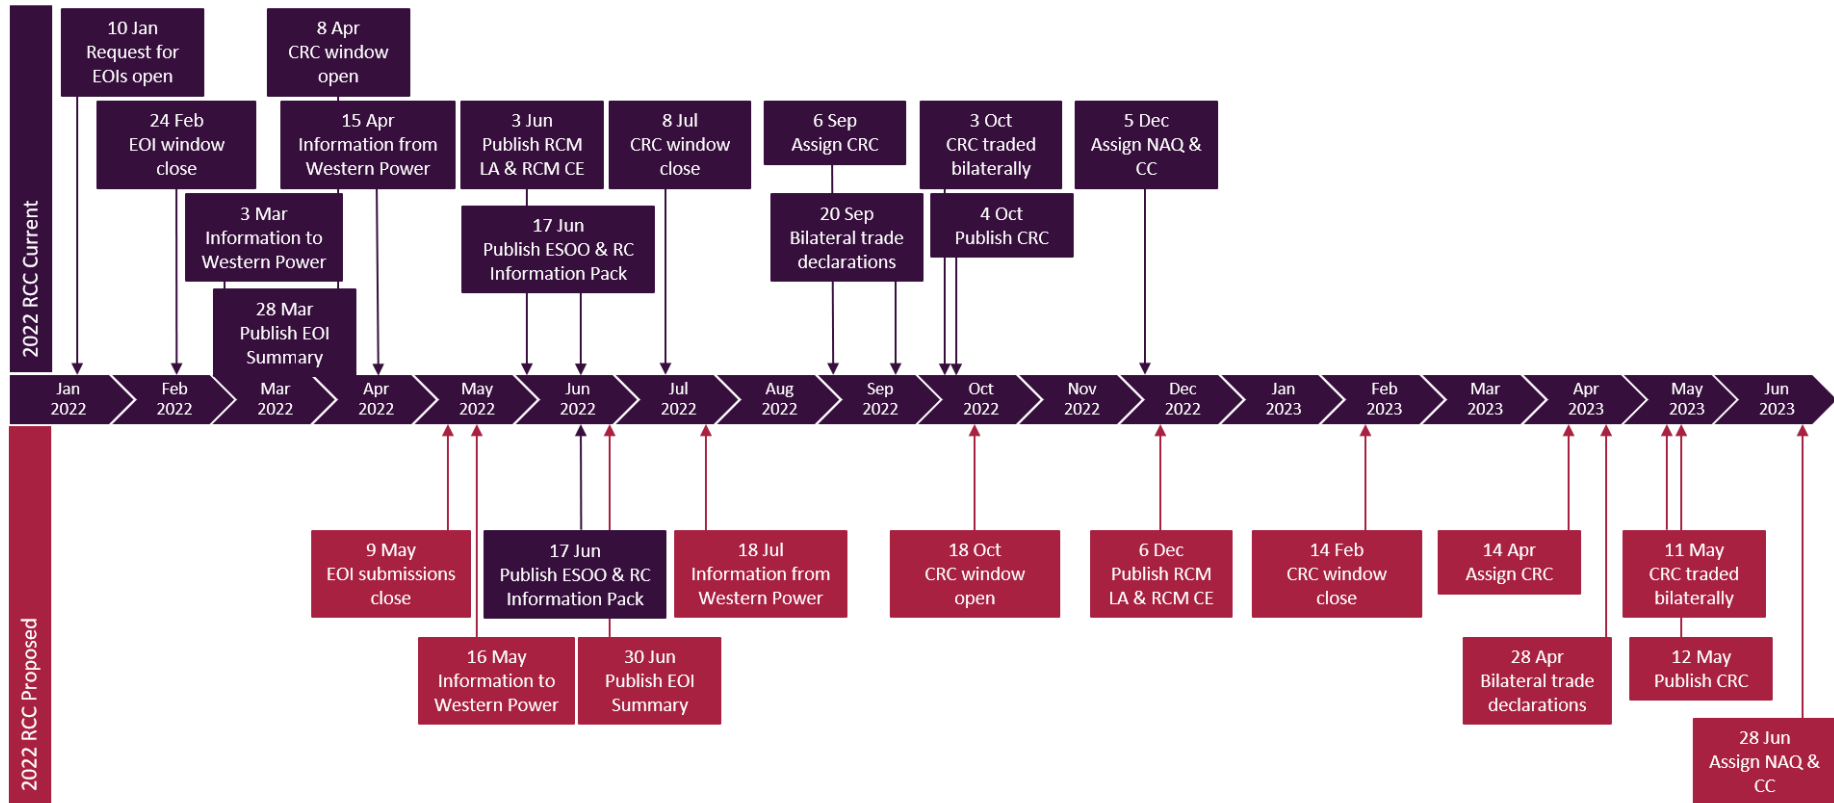 2022 RCC Current
10 Jan
Request for
EOIs open
8 Apr
CRC window
open
24 Feb
EOI window
close
15 Apr
Information from
Western Power
3 Jun
Publish RCM
LA & RCM CE
8 Jul
CRC window
close
6 Sep
Assign CRC
3 Oct
CRC traded
bilaterally
5 Dec
Assign NAQ &
CC
3 Mar
Information to
Western Power
17 Jun
Publish ESOO & RC
Information Pack
20 Sep
Bilateral trade
declarations
4 Oct
Publish CRC
28 Mar
Publish EOI
Summary
Jan
2022
Feb
2022
Mar
2022
Apr
2022
May
2022
Jun
2022
Jul
2022
Aug
2022
Sep
2022
Oct
2022
Nov
2022
Dec
2022
Jan
2023
Feb
2023
Mar
2023
Apr
2023
May
2023
Jun
2023
2022 RCC Proposed
9 May
EOI submissions
close
17 Jun
Publish ESOO & RC
Information Pack
18 Jul
Information from
Western Power
18 Oct
CRC window
open
6 Dec
Publish RCM
LA & RCM CE
14 Feb
CRC window
close
14 Apr
Assign CRC
11 May
CRC traded
bilaterally
16 May
Information to
Western Power
30 Jun
Publish EOI
Summary
28 Apr
Bilateral trade
declarations
12 May
Publish CRC
28 Jun
Assign NAQ &
CC